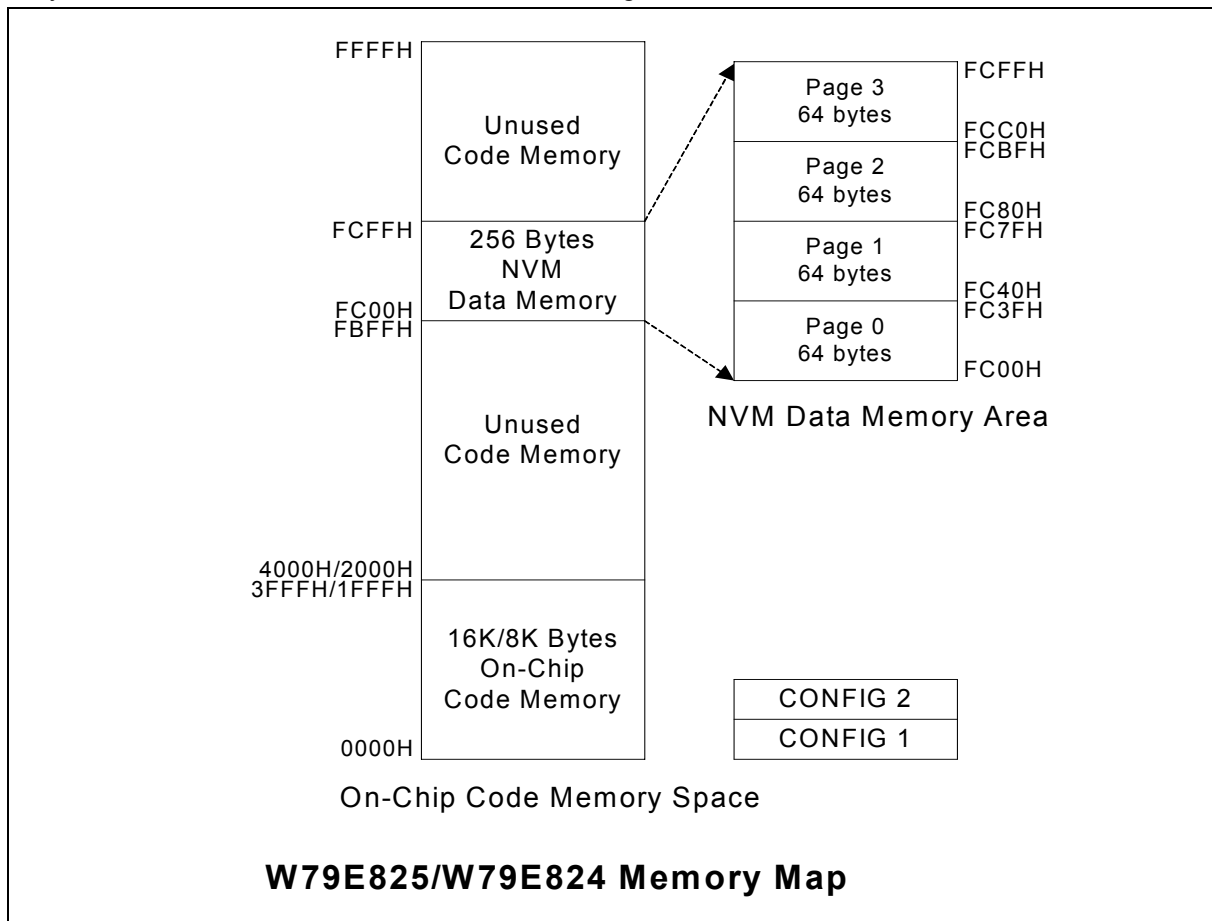 FFFFH
Unused
Code Memory
FCFFH
256 Bytes
NVM
Data Memory
FC00H
FBFFH
Unused
Code Memory
4000H/2000H
3FFFH/1FFFH
16K/8K Bytes
On-Chip
Code Memory
0000H
On-Chip Code Memory Space
FCFFH
Page 3
64 bytes
FCC0H
FCBFH
Page 2
64 bytes
FC80H
FC7FH
Page 1
64 bytes
FC40H
FC3FH
Page 0
64 bytes
FC00H
NVM Data Memory Area
CONFIG 2
CONFIG 1
W79E825/W79E824 Memory Map